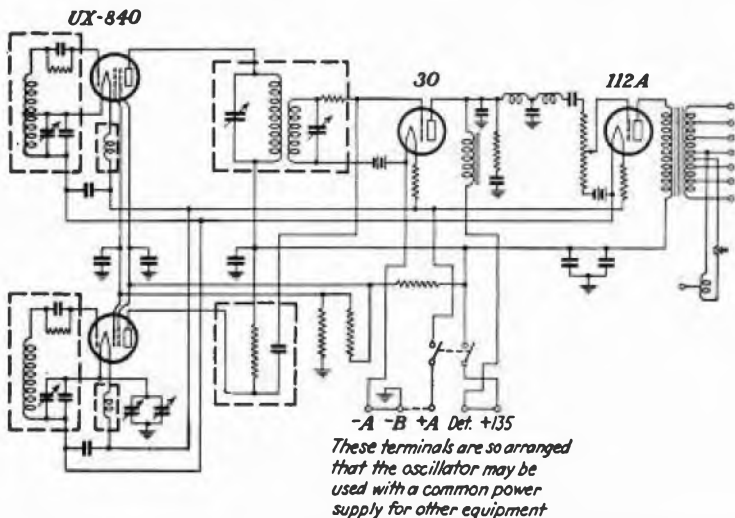 UX-840
30
112A
-A -B +A Det. +135
These terminals are so arranged
that the oscillator may be
used with a common power
supply for other equipment